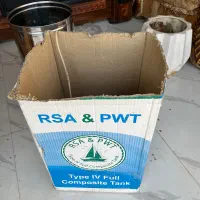 RSA & PWT
RSA & PWT
Type IV Full
Composite Tank